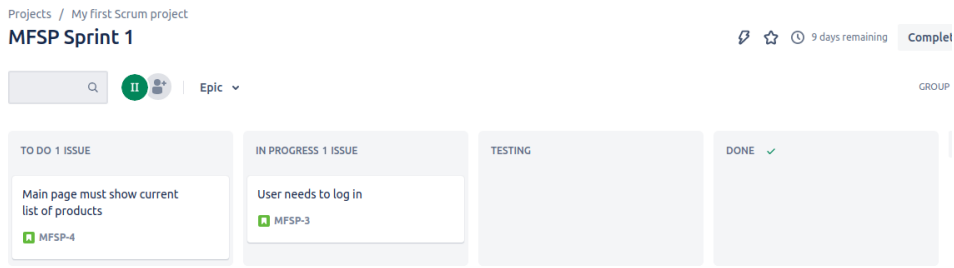 Projects / My first Scrum project
MFSP Sprint 1
9 days remaining
Complet
II
Epic
GROUP
TO DO 1 ISSUE
IN PROGRESS 1 ISSUE
TESTING
DONE
Main page must show current
list of products
MFSP-4
User needs to log in
MFSP-3